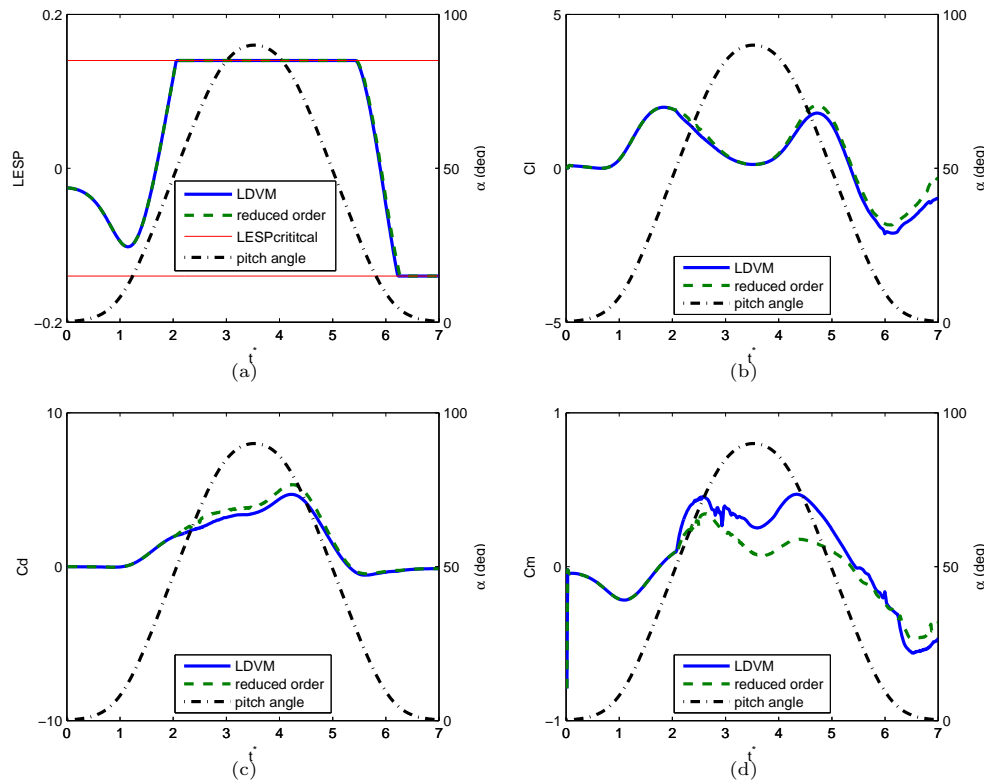 0.2
0
−0.2
LESP
100
50
0
α (deg)
0 1 2 3 4 5 6 7
t*
LDVM
reduced order
LESPcrititcal
pitch angle
(a)
5
0
−5
Cl
100
50
0
α (deg)
0 1 2 3 4 5 6 7
t*
LDVM
reduced order
pitch angle
(b)
10
0
−10
Cd
100
50
0
α (deg)
0 1 2 3 4 5 6 7
t*
LDVM
reduced order
pitch angle
(c)
1
0
−1
Cm
100
50
0
α (deg)
0 1 2 3 4 5 6 7
t*
LDVM
reduced order
pitch angle
(d)